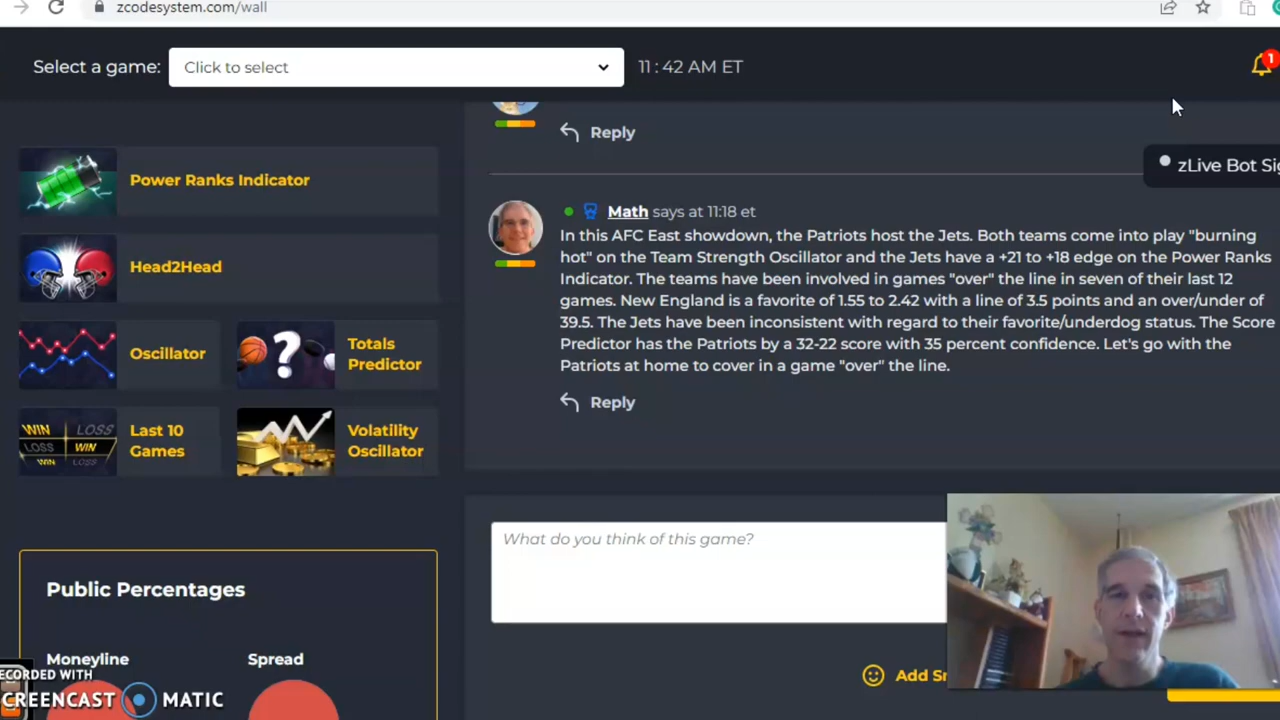 zcodesystem.com/wall
Select a game: Click to select 11 : 42 AM ET 1
Reply
zLive Bot Sig
Power Ranks Indicator
Head2Head
Oscillator
Totals
Predictor
WIN LOSS
LOSS WIN
WIN LOSS
Last 10
Games
Volatility
Oscillator
Math says at 11:18 et
In this AFC East showdown, the Patriots host the Jets. Both teams come into play "burning
hot" on the Team Strength Oscillator and the Jets have a +21 to +18 edge on the Power Ranks
Indicator. The teams have been involved in games "over" the line in seven of their last 12
games. New England is a favorite of 1.55 to 2.42 with a line of 3.5 points and an over/under of
39.5. The Jets have been inconsistent with regard to their favorite/underdog status. The Score
Predictor has the Patriots by a 32-22 score with 35 percent confidence. Let's go with the
Patriots at home to cover in a game "over" the line.
Reply
What do you think of this game?
Add Sm
Public Percentages
Moneyline Spread
ECORDED WITH
CREENCAST MATIC